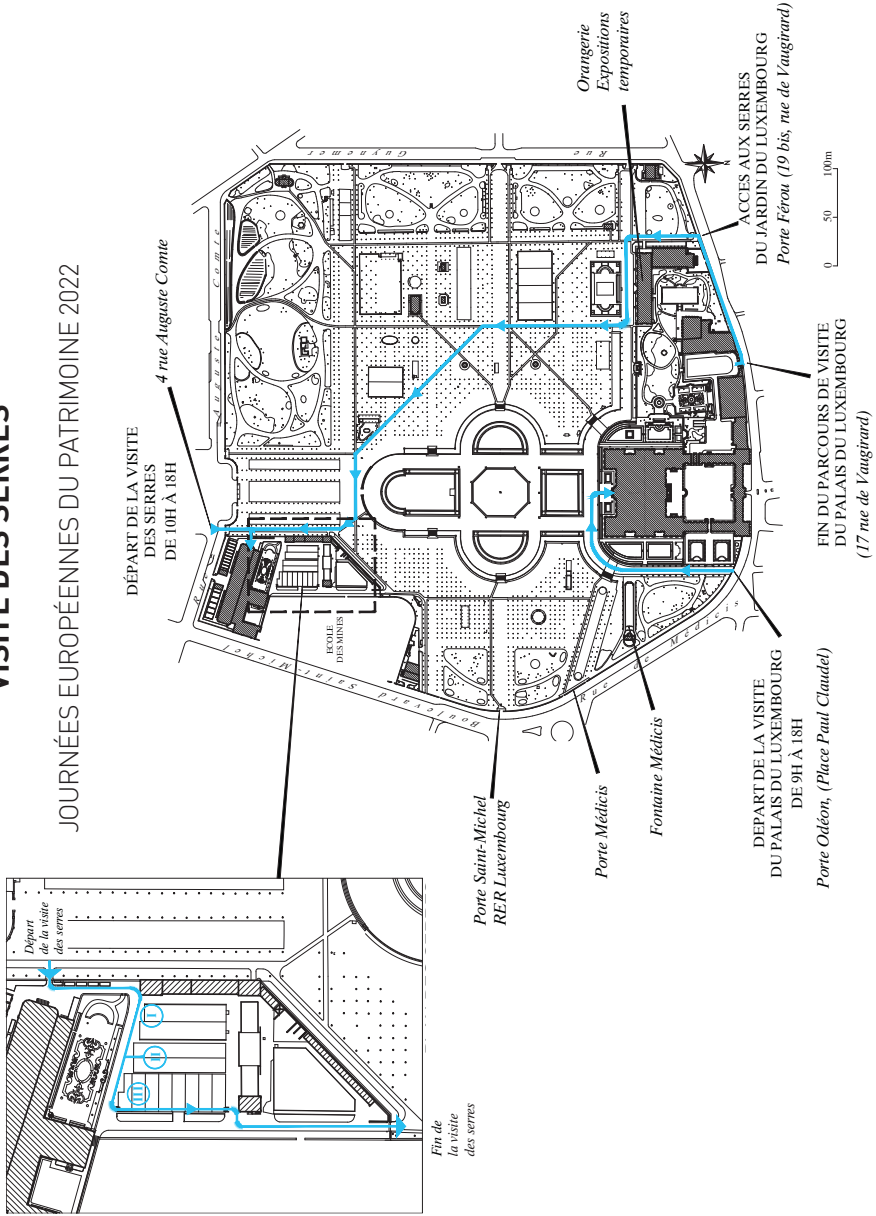 VISITE DES SERRES
JOURNÉES EUROPÉENNES DU PATRIMOINE 2022
Départ
de la visite
des serres
I
II
III
Fin de
la visite
des serres
DÉPART DE LA VISITE
DES SERRES
DE 10H À 18H
4 rue Auguste Comte
Rue Auguste Comte
Rue Guynemer
Boulevard Saint-Michel
Rue de Médicis
ECOLE
DES MINES
Orangerie
Expositions
temporaires
Porte Saint-Michel
RER Luxembourg
Porte Médicis
Fontaine Médicis
DEPART DE LA VISITE
DU PALAIS DU LUXEMBOURG
DE 9H À 18H
Porte Odéon, (Place Paul Claudel)
FIN DU PARCOURS DE VISITE
DU PALAIS DU LUXEMBOURG
(17 rue de Vaugirard)
ACCES AUX SERRES
DU JARDIN DU LUXEMBOURG
Porte Férou (19 bis, rue de Vaugirard)
N
0 50 100m